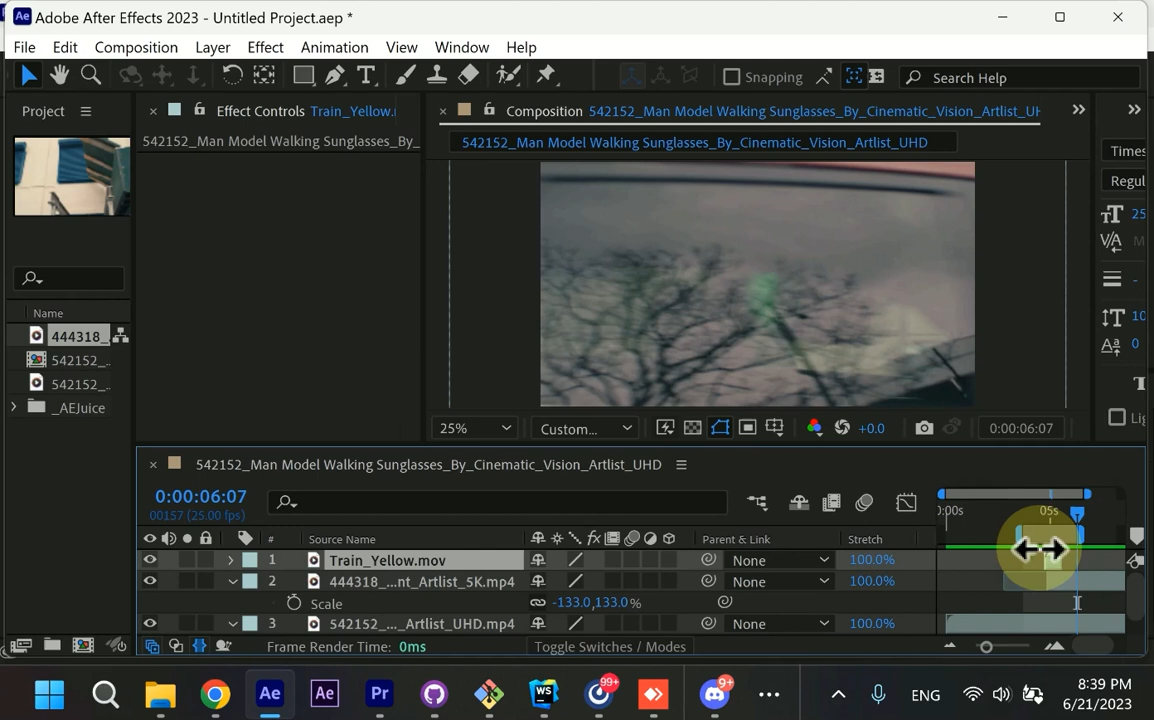 Adobe After Effects 2023 - Untitled Project.aep *
File Edit Composition Layer Effect Animation View Window Help
Snapping
Search Help
Project
Effect Controls Train_Yellow.
Composition 542152_Man Model Walking Sunglasses_By_Cinematic_Vision_Artlist_UH
542152_Man Model Walking Sunglasses_By_
542152_Man Model Walking Sunglasses_By_Cinematic_Vision_Artlist_UHD
Times
Regul
25
Name
444318_
542152_..
542152_..
_AEJuice
10
0
Lig
25%
Custom...
+0.0
0:00:06:07
542152_Man Model Walking Sunglasses_By_Cinematic_Vision_Artlist_UHD
0:00:06:07
00157 (25.00 fps)
0:00s
05s
#
Source Name
Parent & Link
Stretch
1 Train_Yellow.mov None 100.0%
2 444318_...nt_Artlist_5K.mp4 None 100.0%
Scale -133.0,133.0%
3 542152_..._Artlist_UHD.mp4 None 100.0%
Frame Render Time: 0ms
Toggle Switches / Modes
Ae Ae Pr WS 99+ 9+
ENG
8:39 PM
6/21/2023